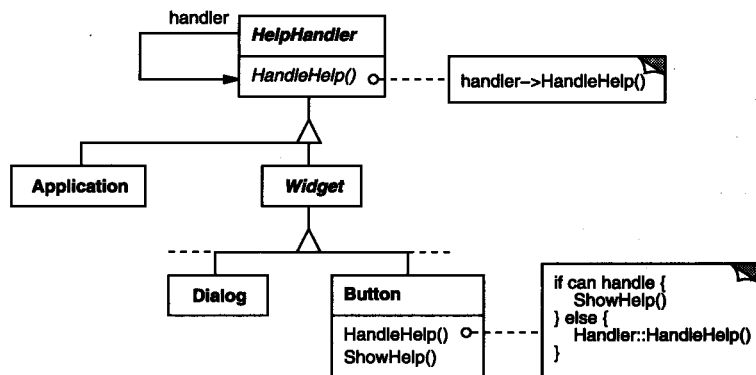 handler
HelpHandler
HandleHelp()
handler–>HandleHelp()
Application
Widget
Dialog
Button
HandleHelp()
ShowHelp()
if can handle {
ShowHelp()
} else {
Handler::HandleHelp()
}